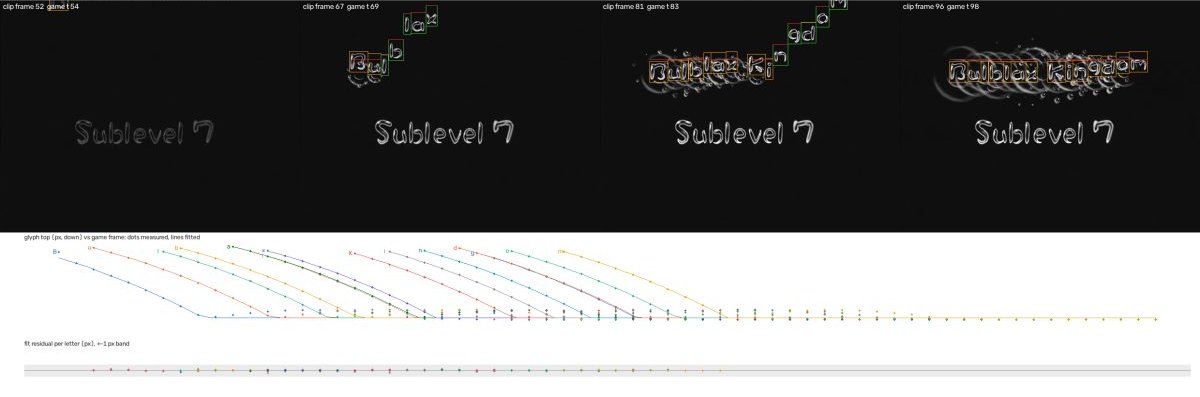 clip frame 52 game t 54
clip frame 67 game t 69
clip frame 81 game t 83
clip frame 96 game t 98
Sublevel 7
Bulblax
Sublevel 7
Bulblax Kingdom
Sublevel 7
Bulblax Kingdom
Sublevel 7
glyph top (px, down) vs game frame: dots measured, lines fitted
B u l b l a x K i n g d o m
fit residual per letter (px), +-1 px band